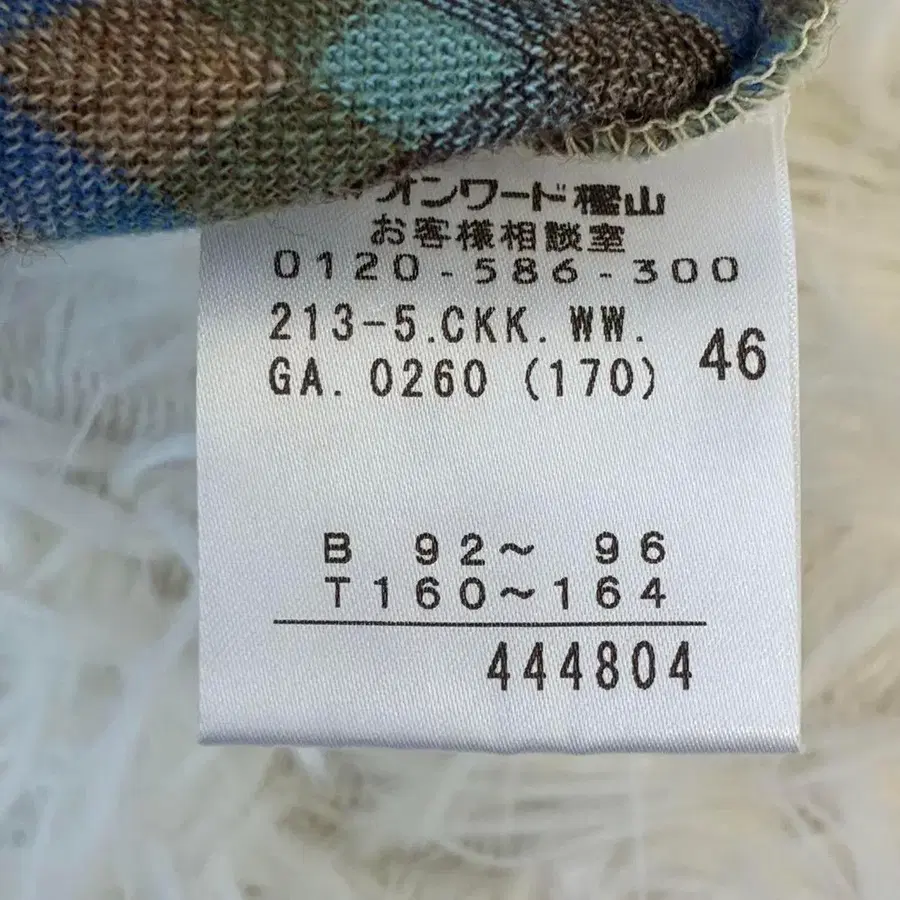 オンワード樫山
お客様相談室
0120-586-300
213-5.CKK.WW.
GA.0260 (170) 46
B 92~ 96
T160~164
444804